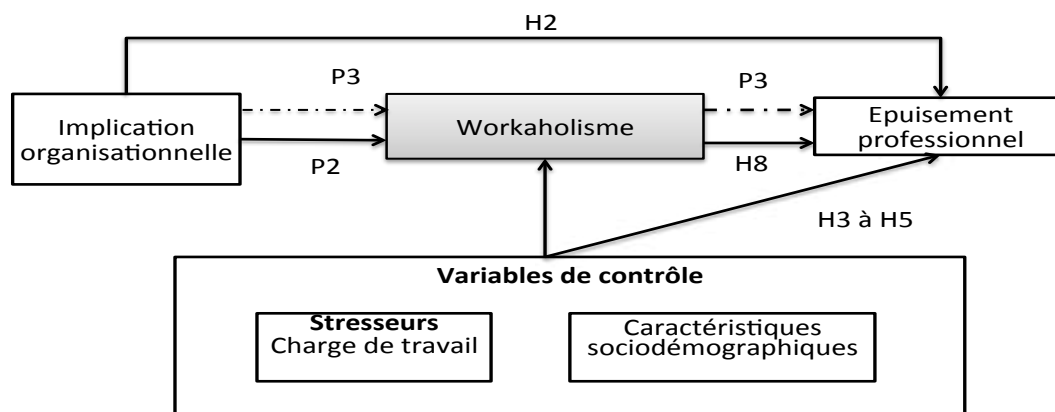 H2
P3
P3
Implication
organisationnelle
Workaholisme
Epuisement
professionnel
P2
H8
H3 à H5
Variables de contrôle
Stresseurs
Charge de travail
Caractéristiques
sociodémographiques